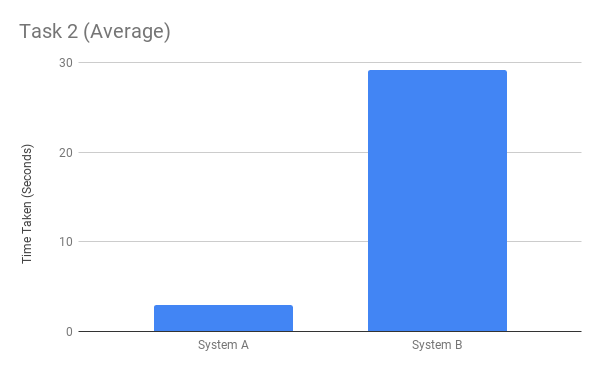 Task 2 (Average)
Time Taken (Seconds)
30
20
10
0
System A
System B